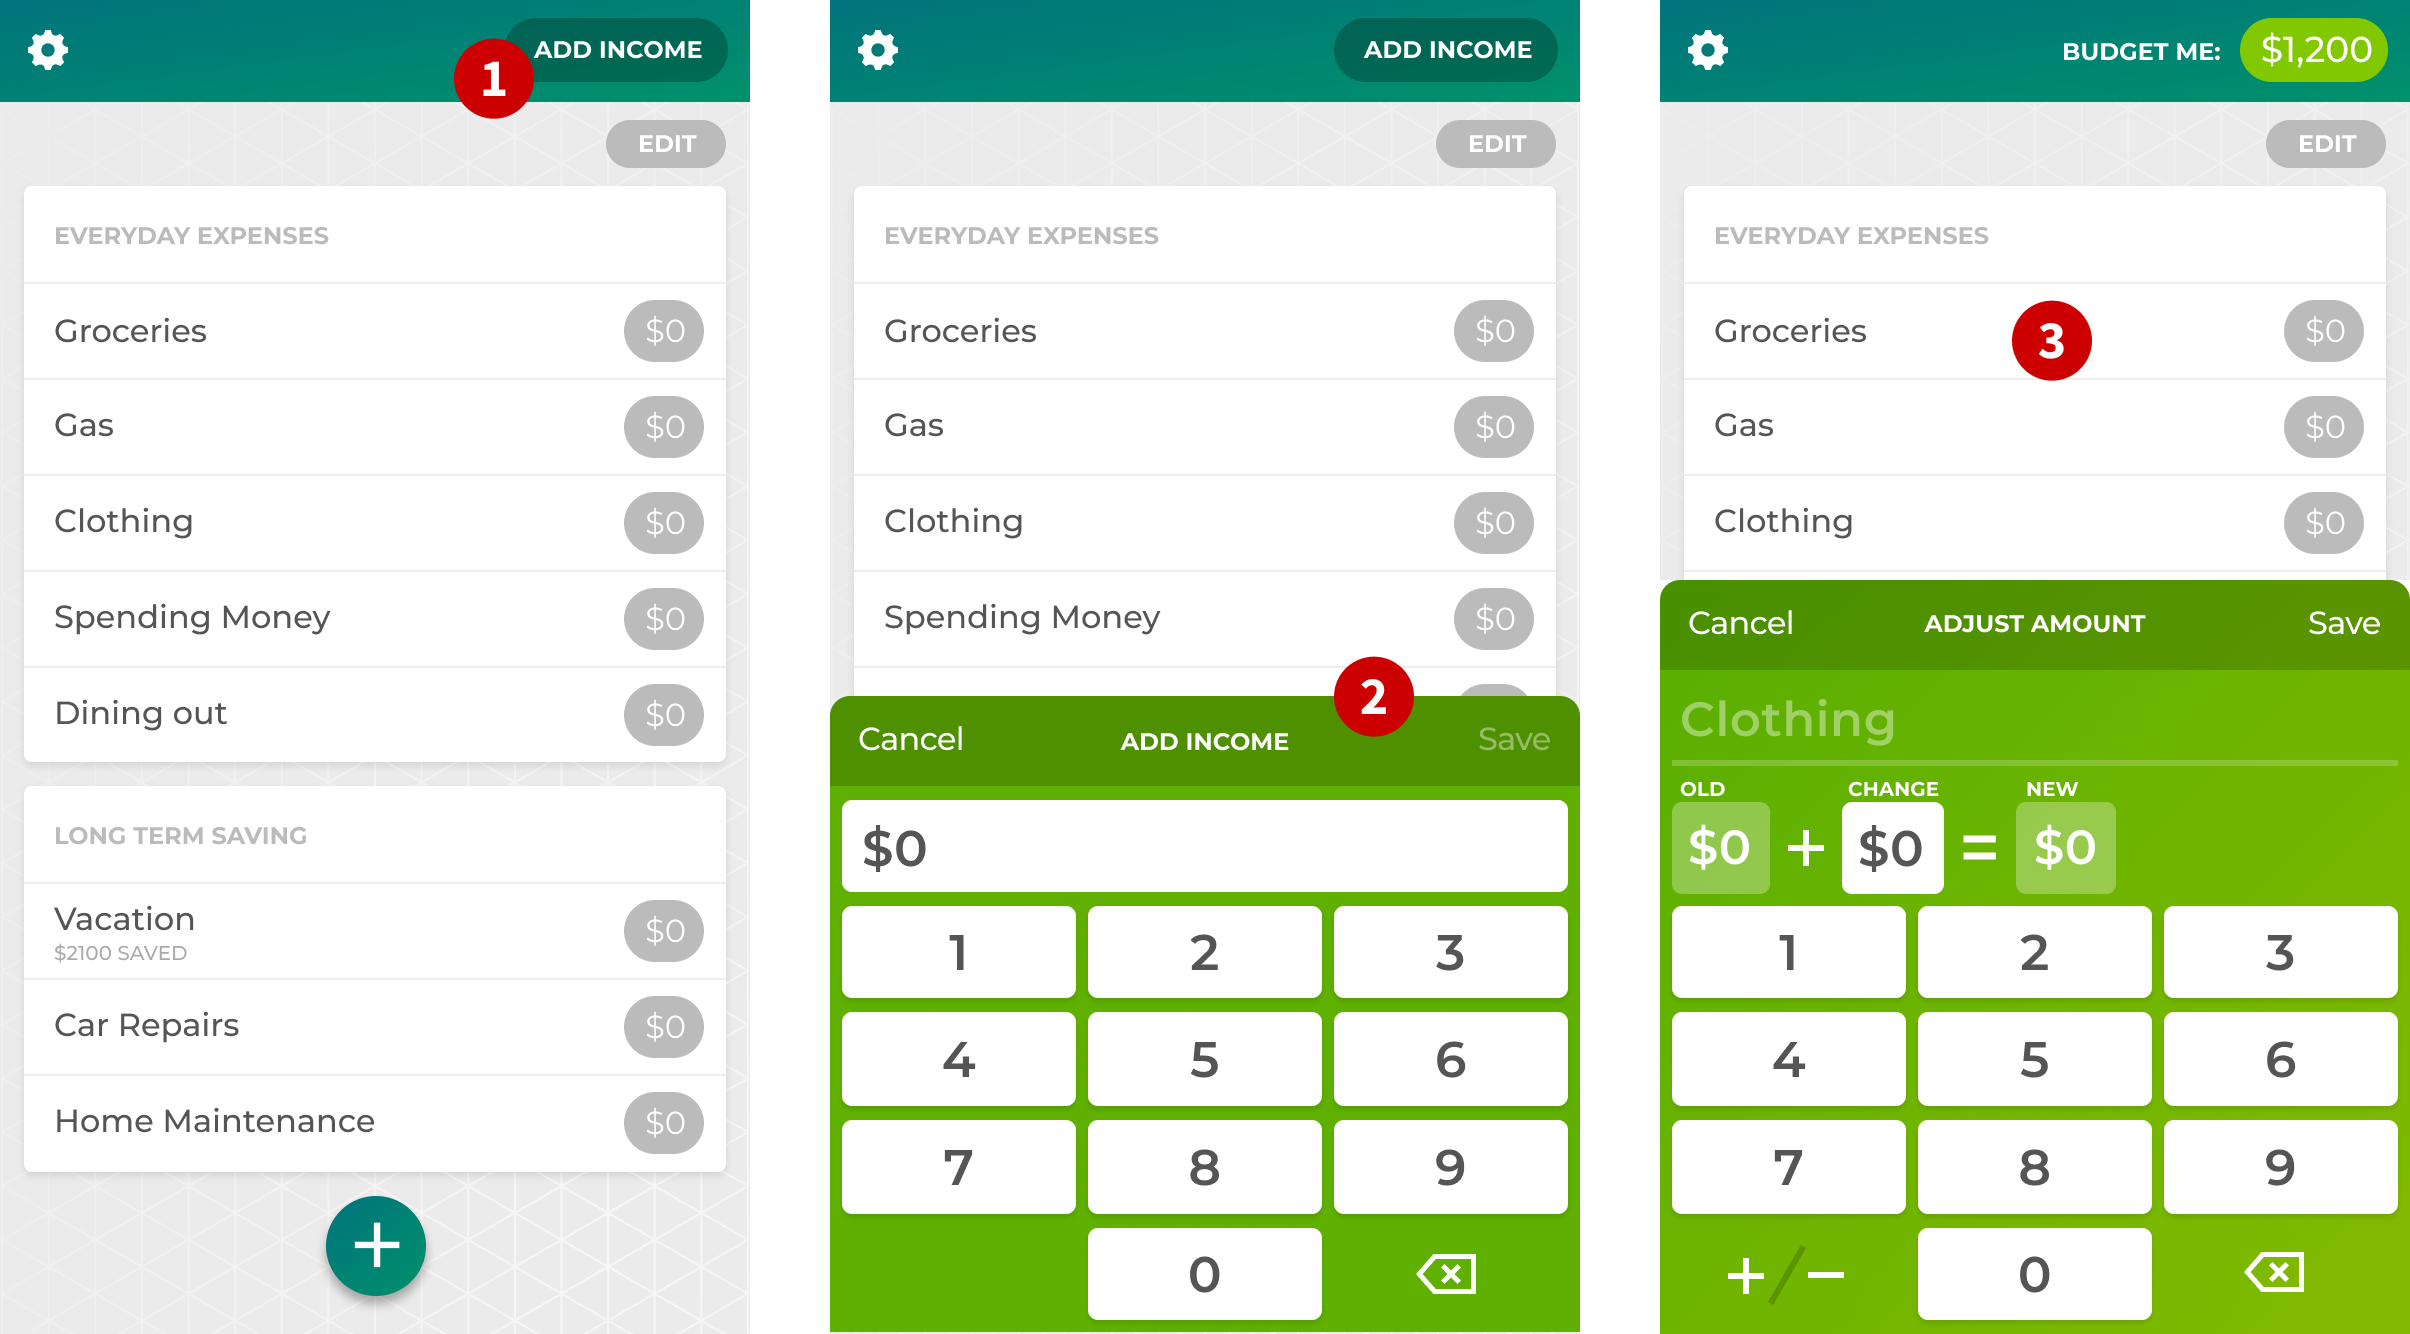 ADD INCOME
1
EDIT
EVERYDAY EXPENSES
Groceries $0
Gas $0
Clothing $0
Spending Money $0
Dining out $0
LONG TERM SAVING
Vacation $0
$2100 SAVED
Car Repairs $0
Home Maintenance $0
+
ADD INCOME
EDIT
EVERYDAY EXPENSES
Groceries $0
Gas $0
Clothing $0
Spending Money $0
2
Cancel ADD INCOME Save
$0
1 2 3
4 5 6
7 8 9
0
BUDGET ME: $1,200
EDIT
EVERYDAY EXPENSES
Groceries 3 $0
Gas $0
Clothing $0
Cancel ADJUST AMOUNT Save
Clothing
OLD CHANGE NEW
$0 + $0 = $0
1 2 3
4 5 6
7 8 9
+/− 0